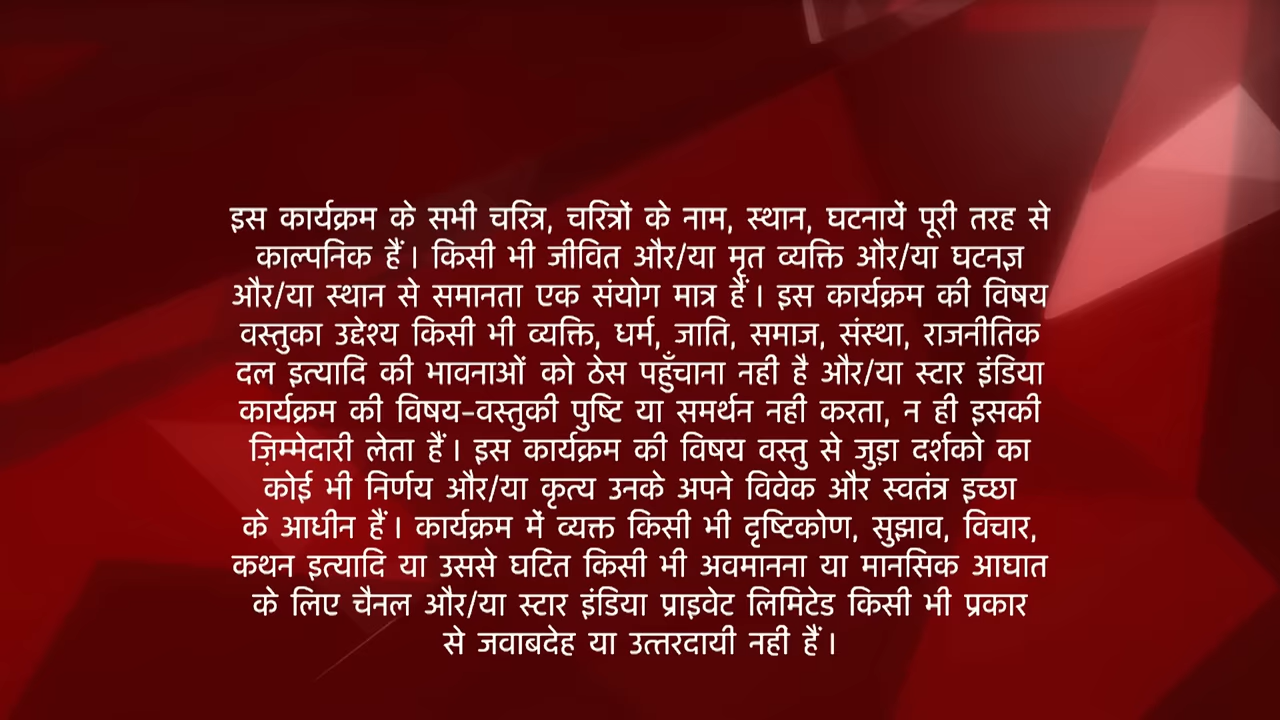 इस कार्यक्रम के सभी चरित्र, चरित्रों के नाम, स्थान, घटनायें पूरी तरह से
काल्पनिक हैं। किसी भी जीवित और/या मृत व्यक्ति और/या घटनज्ञ
और/या स्थान से समानता एक संयोग मात्र हैं। इस कार्यक्रम की विषय
वस्तुका उद्देश्य किसी भी व्यक्ति, धर्म, जाति, समाज, संस्था, राजनीतिक
दल इत्यादि की भावनाओं को ठेस पहुँचाना नही है और/या स्टार इंडिया
कार्यक्रम की विषय-वस्तुकी पुष्टि या समर्थन नही करता, न ही इसकी
ज़िम्मेदारी लेता हैं। इस कार्यक्रम की विषय वस्तु से जुड़ा दर्शको का
कोई भी निर्णय और/या कृत्य उनके अपने विवेक और स्वतंत्र इच्छा
के आधीन हैं। कार्यक्रम में व्यक्त किसी भी दृष्टिकोण, सुझाव, विचार,
कथन इत्यादि या उससे घटित किसी भी अवमानना या मानसिक आघात
के लिए चैनल और/या स्टार इंडिया प्राइवेट लिमिटेड किसी भी प्रकार
से जवाबदेह या उत्तरदायी नही हैं।